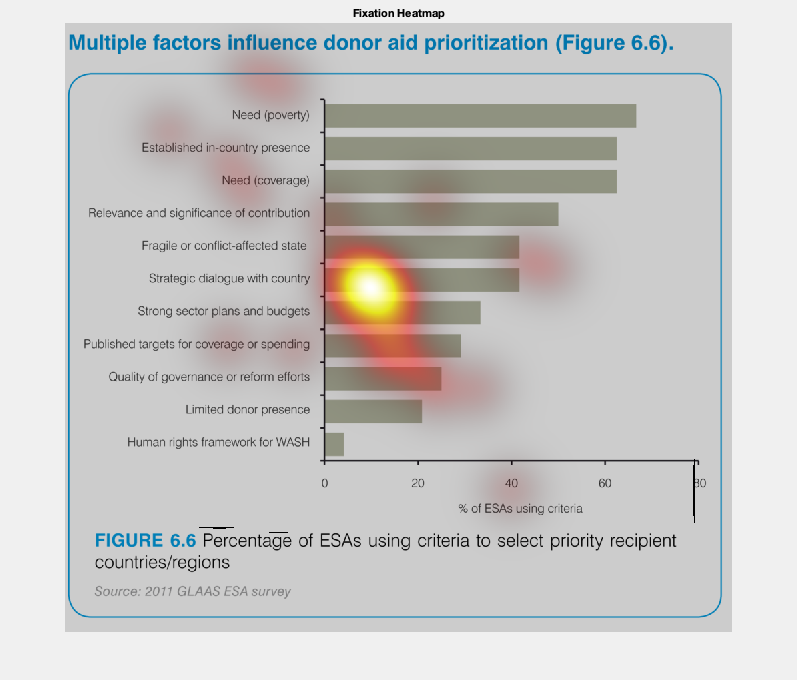 Fixation Heatmap
Multiple factors influence donor aid prioritization (Figure 6.6).
Need (poverty)
Established in-country presence
Need (coverage)
Relevance and significance of contribution
Fragile or conflict-affected state
Strategic dialogue with country
Strong sector plans and budgets
Published targets for coverage or spending
Quality of governance or reform efforts
Limited donor presence
Human rights framework for WASH
0 20 40 60 80
% of ESAs using criteria
FIGURE 6.6 Percentage of ESAs using criteria to select priority recipient
countries/regions
Source: 2011 GLAAS ESA survey